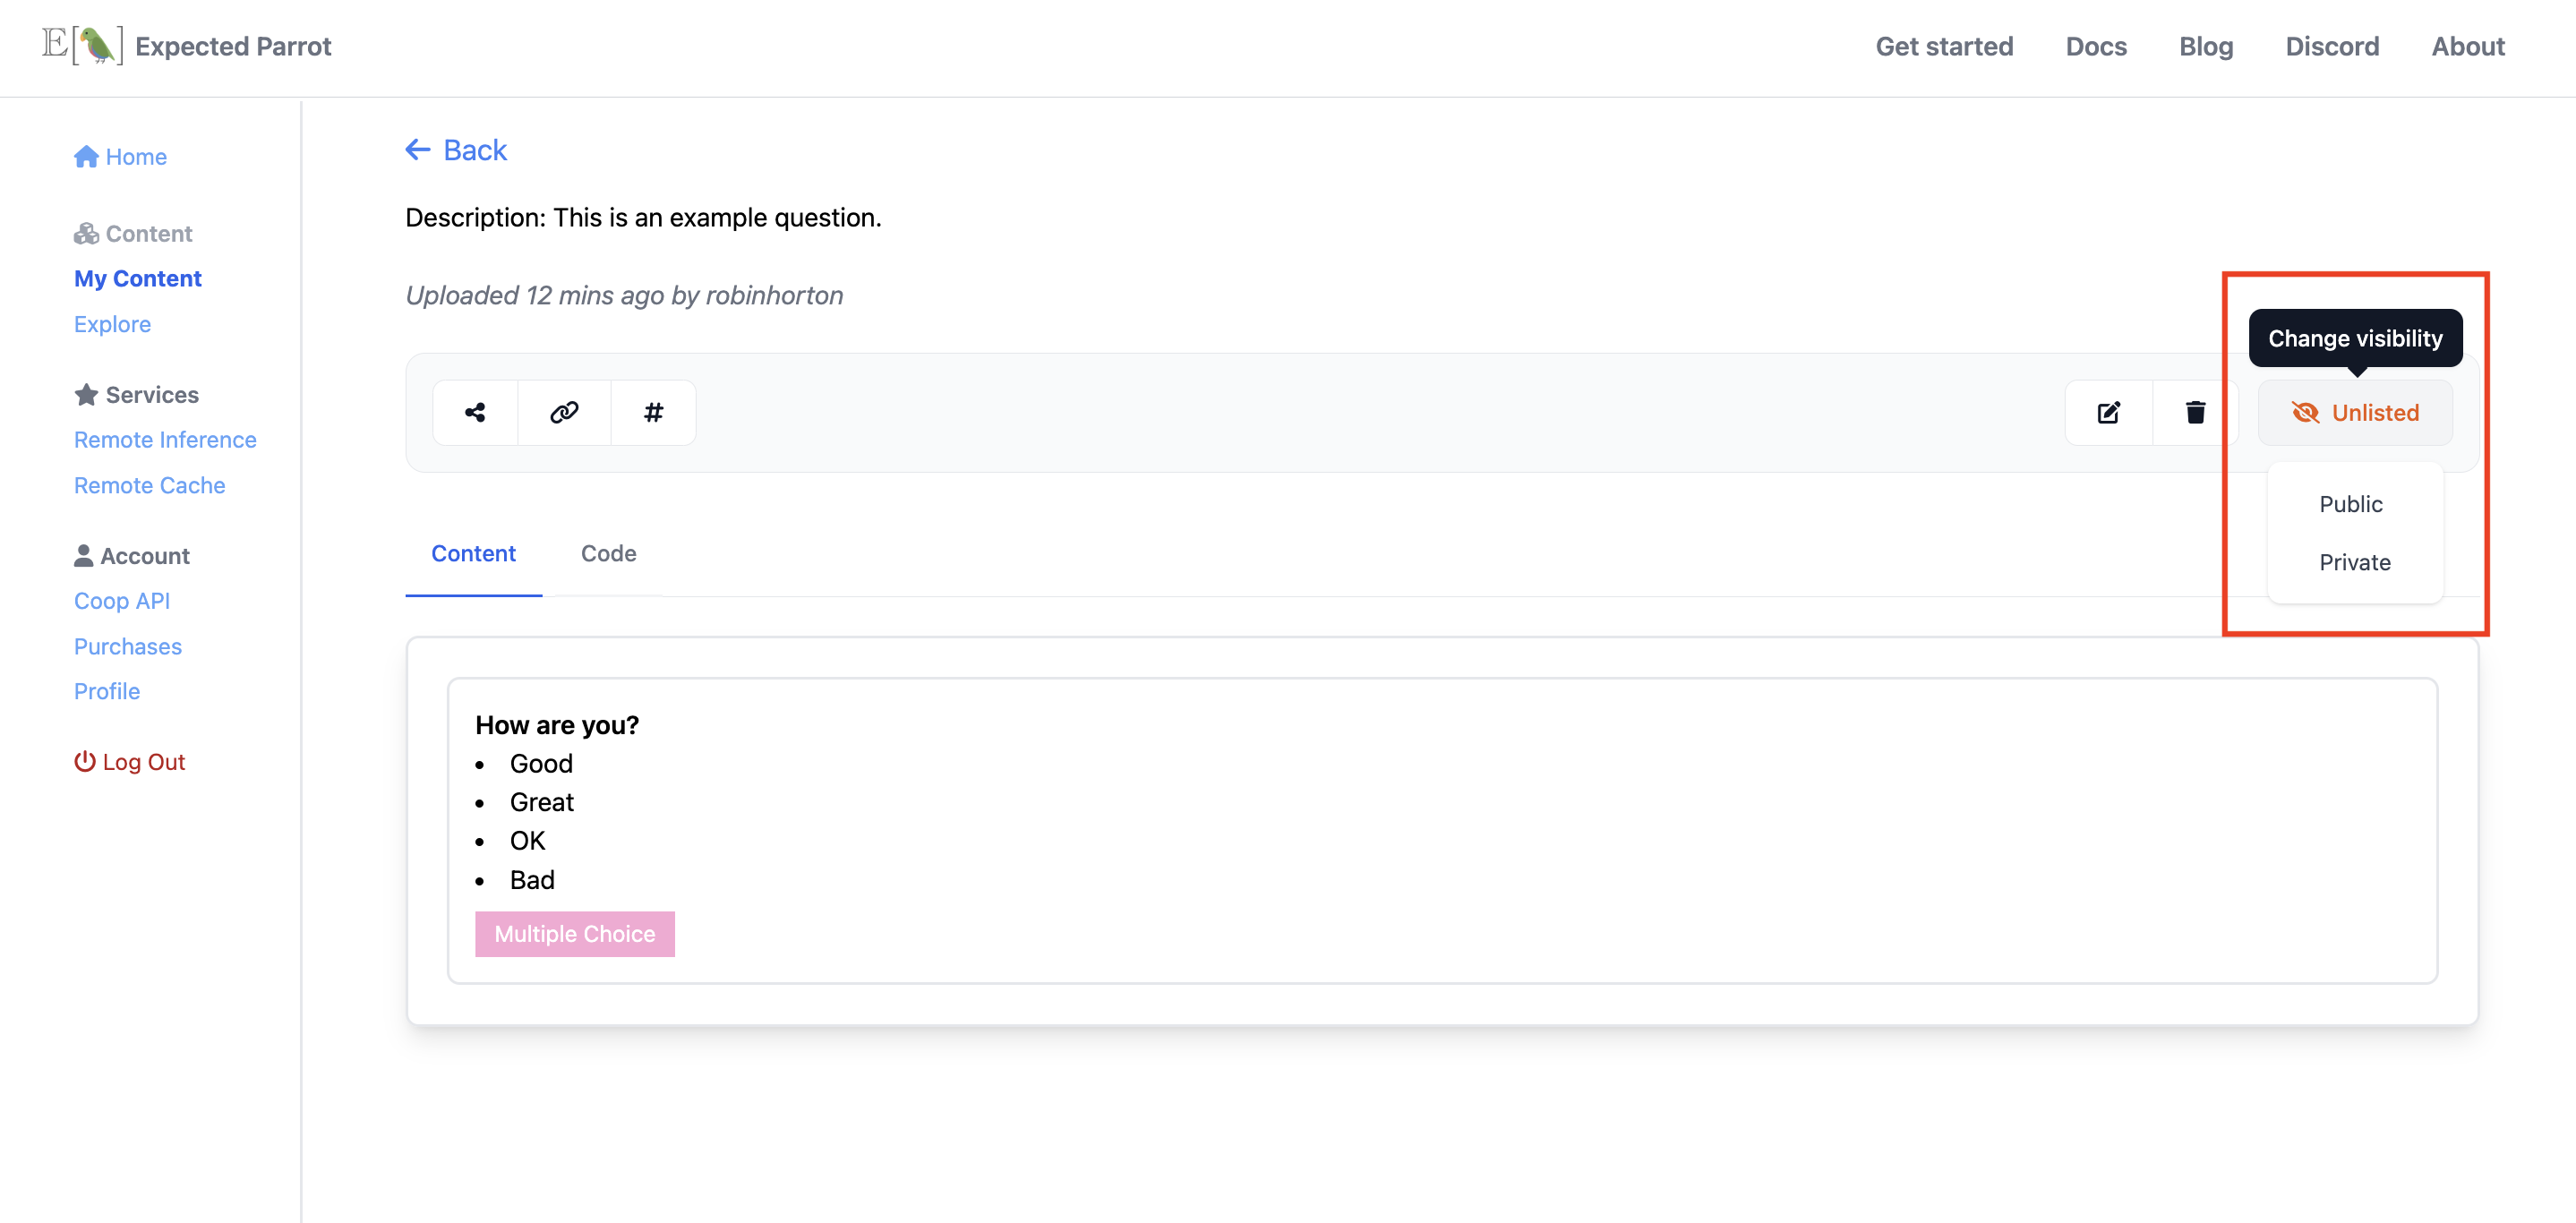 E[] Expected Parrot
Get started
Docs
Blog
Discord
About
Home
Content
My Content
Explore
Services
Remote Inference
Remote Cache
Account
Coop API
Purchases
Profile
Log Out
Back
Description: This is an example question.
Uploaded 12 mins ago by robinhorton
Change visibility
#
Unlisted
Public
Private
Content
Code
How are you?
• Good
• Great
• OK
• Bad
Multiple Choice